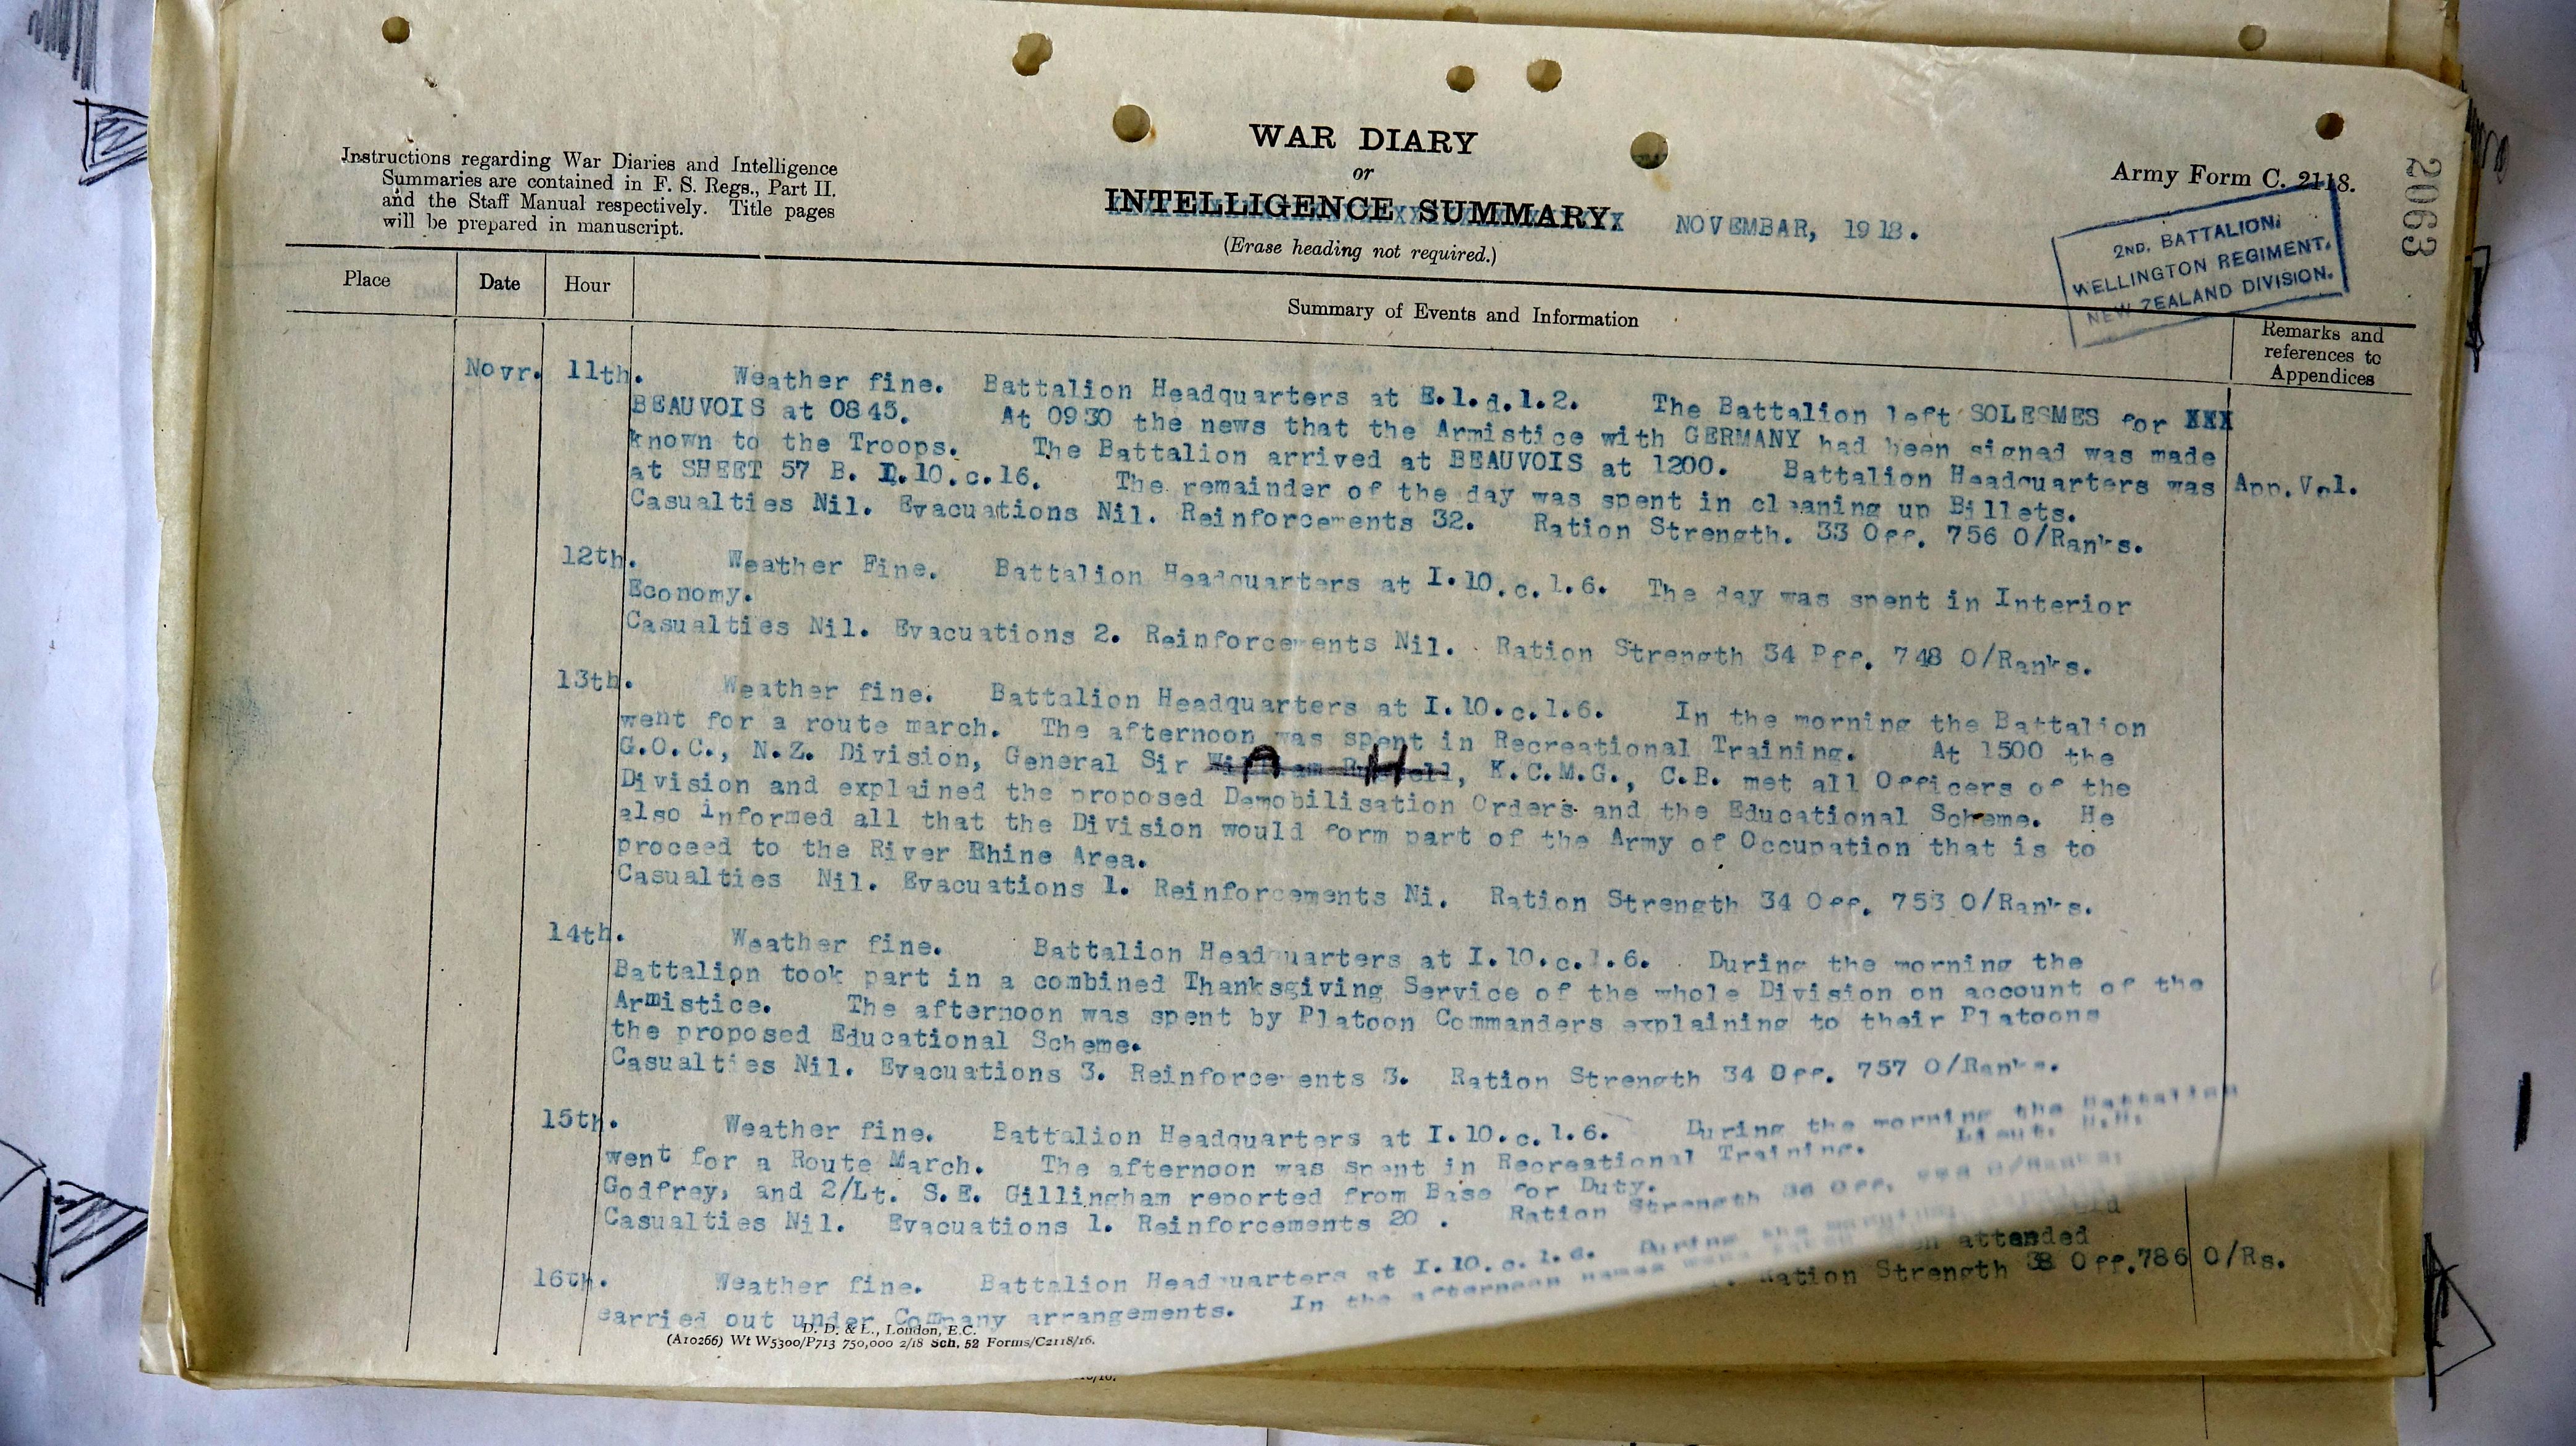 Instructions regarding War Diaries and Intelligence
Summaries are contained in F. S. Regs., Part II.
and the Staff Manual respectively. Title pages
will be prepared in manuscript.
WAR DIARY
or
INTELLIGENCE SUMMARY.
(Erase heading not required.)
NOVEMBAR, 1918.
Army Form C. 2118.
2063
2ND. BATTALION.
WELLINGTON REGIMENT.
NEW ZEALAND DIVISION.
Place Date Hour Summary of Events and Information
Remarks and
references to
Appendices
Novr. 11th. Weather fine. Battalion Headquarters at E.1.d.1.2. The Battalion left SOLESMES for XXX
BEAUVOIS at 0845. At 0930 the news that the Armistice with GERMANY had been signed was made
known to the Troops. The Battalion arrived at BEAUVOIS at 1200. Battalion Headquarters was App.Vol.
at SHEET 57 B. I.10.c.16. The remainder of the day was spent in cleaning up Billets.
Casualties Nil. Evacuations Nil. Reinforcements 32. Ration Strength. 33 Off. 756 O/Ranks.
12th. Weather Fine. Battalion Headquarters at I.10.c.1.6. The day was spent in Interior
Economy.
Casualties Nil. Evacuations 2. Reinforcements Nil. Ration Strength 34 Pff. 748 O/Ranks.
13th. Weather fine. Battalion Headquarters at I.10.c.1.6. In the morning the Battalion
went for a route march. The afternoon was spent in Recreational Training. At 1500 the
G.O.C., N.Z. Division, General Sir A H, K.C.M.G., C.B. met all Officers of the
Division and explained the proposed Demobilisation Orders and the Educational Scheme. He
also informed all that the Division would form part of the Army of Occupation that is to
proceed to the River Rhine Area.
Casualties Nil. Evacuations 1. Reinforcements Ni. Ration Strength 34 Off. 753 O/Ranks.
14th. Weather fine. Battalion Headquarters at I.10.c.1.6. During the morning the
Battalion took part in a combined Thanksgiving Service of the whole Division on account of the
Armistice. The afternoon was spent by Platoon Commanders explaining to their Platoons
the proposed Educational Scheme.
Casualties Nil. Evacuations 3. Reinforcements 3. Ration Strength 34 Off. 757 O/Ranks.
15th. Weather fine. Battalion Headquarters at I.10.c.1.6. During the morning the Battalion
went for a Route March. The afternoon was spent in Recreational Training. Lieut. H.H.
Godfrey, and 2/Lt. S.E. Gillingham reported from Base for Duty.
Casualties Nil. Evacuations 1. Reinforcements 20 . Ration Strength 36 Off. O/Ranks.
16th. Weather fine. Battalion Headquarters at I.10.c.1.6. During the
carried out under Company arrangements. In the afternoon games
attended
Ration Strength 38 Off.786 O/Rs.
D. D. & L., London, E.C.
(A10266) Wt W5300/P713 750,000 2/18 Sch. 52 Forms/C2118/16.